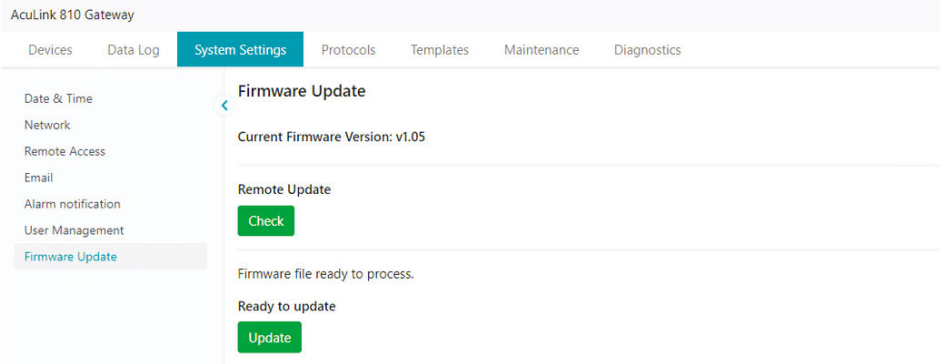 AcuLink 810 Gateway
Devices Data Log System Settings Protocols Templates Maintenance Diagnostics
Date & Time
Network
Remote Access
Email
Alarm notification
User Management
Firmware Update
Firmware Update
Current Firmware Version: v1.05
Remote Update
Check
Firmware file ready to process.
Ready to update
Update